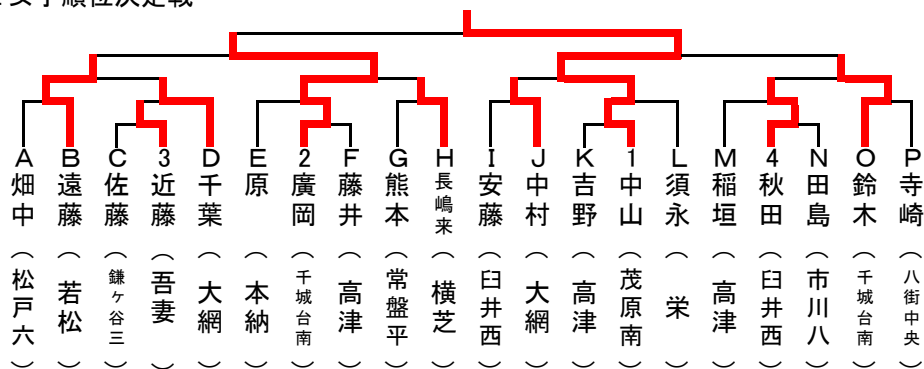 女子順位決定戦
A 畑中 （松戸六）
B 遠藤 （若松）
C 佐藤 （鎌ヶ谷三）
3 近藤 （吾妻）
D 千葉 （大網）
E 原 （本納）
2 廣岡 （千城台南）
F 藤井 （高津）
G 熊本 （常盤平）
H 長嶋来 （横芝）
I 安藤 （臼井西）
J 中村 （大網）
K 吉野 （高津）
1 中山 （茂原南）
L 須永 （栄）
M 稲垣 （高津）
4 秋田 （臼井西）
N 田島 （市川八）
O 鈴木 （千城台南）
P 寺崎 （八街中央）